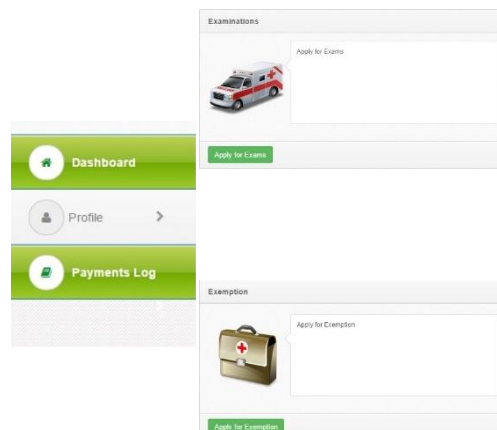 Examinations
Apply for Exams
Apply for Exams
Dashboard
Profile
Payments Log
Exemption
Apply for Exemption
Apply for Exemption